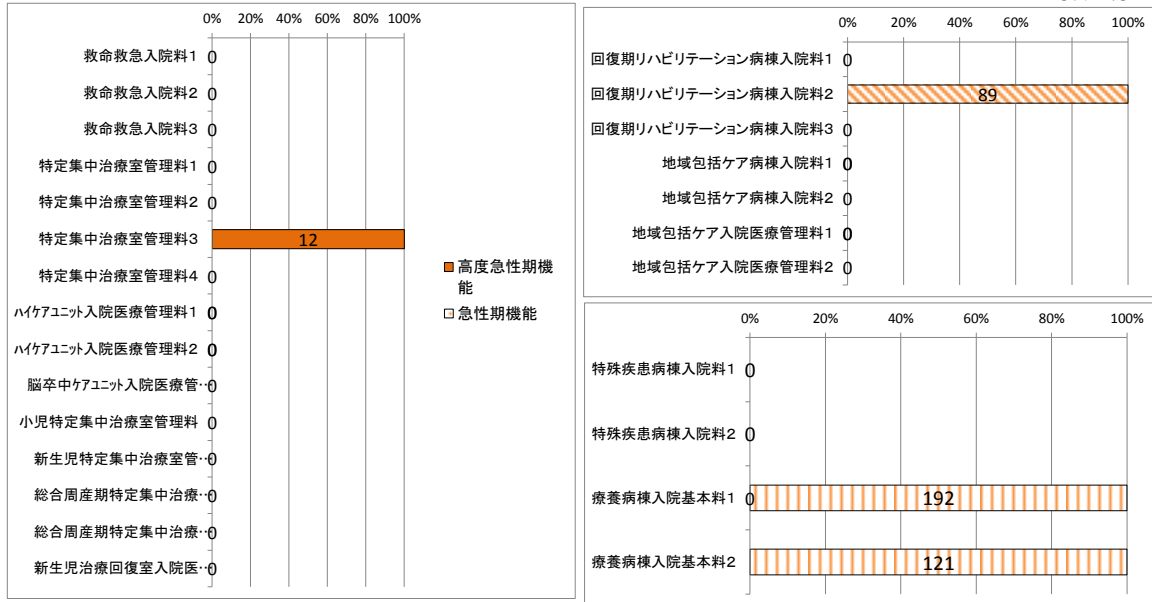 0% 20% 40% 60% 80% 100%
救命救急入院料1 0
救命救急入院料2 0
救命救急入院料3 0
特定集中治療室管理料1 0
特定集中治療室管理料2 0
特定集中治療室管理料3 12
特定集中治療室管理料4 0
ﾊｲｹｱﾕﾆｯﾄ入院医療管理料1 0
ﾊｲｹｱﾕﾆｯﾄ入院医療管理料2 0
脳卒中ｹｱﾕﾆｯﾄ入院医療管… 0
小児特定集中治療室管理料 0
新生児特定集中治療室管… 0
総合周産期特定集中治療… 0
総合周産期特定集中治療… 0
新生児治療回復室入院医… 0
高度急性期機
能
急性期機能
0% 20% 40% 60% 80% 100%
回復期リハビリテーション病棟入院料1 0
回復期リハビリテーション病棟入院料2 89
回復期リハビリテーション病棟入院料3 0
地域包括ケア病棟入院料1 0
地域包括ケア病棟入院料2 0
地域包括ケア入院医療管理料1 0
地域包括ケア入院医療管理料2 0
0% 20% 40% 60% 80% 100%
特殊疾患病棟入院料1 0
特殊疾患病棟入院料2 0
療養病棟入院基本料1 0 192
療養病棟入院基本料2 121